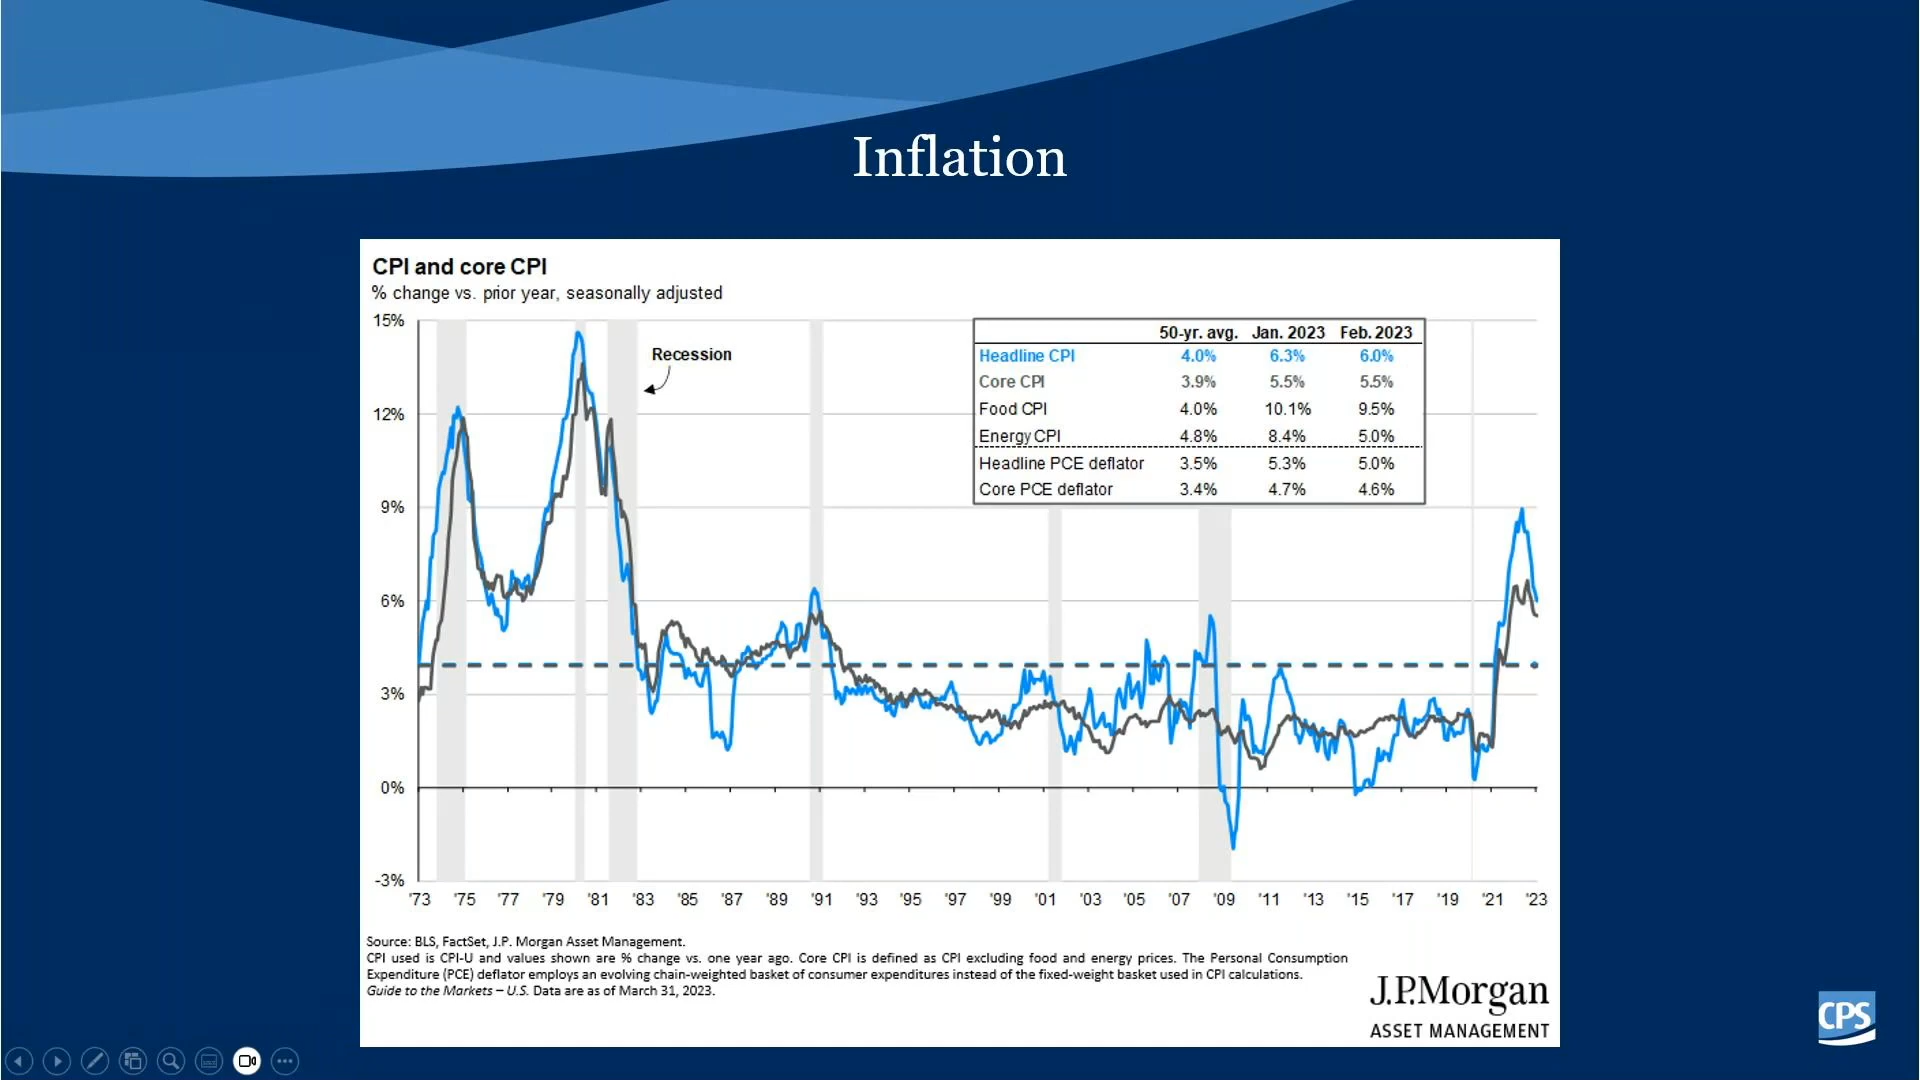 Inflation
CPI and core CPI
% change vs. prior year, seasonally adjusted
15%
12%
9%
6%
3%
0%
-3%
Recession
50-yr. avg. Jan. 2023 Feb. 2023
Headline CPI 4.0% 6.3% 6.0%
Core CPI 3.9% 5.5% 5.5%
Food CPI 4.0% 10.1% 9.5%
Energy CPI 4.8% 8.4% 5.0%
Headline PCE deflator 3.5% 5.3% 5.0%
Core PCE deflator 3.4% 4.7% 4.6%
'73 '75 '77 '79 '81 '83 '85 '87 '89 '91 '93 '95 '97 '99 '01 '03 '05 '07 '09 '11 '13 '15 '17 '19 '21 '23
Source: BLS, FactSet, J.P. Morgan Asset Management.
CPI used is CPI-U and values shown are % change vs. one year ago. Core CPI is defined as CPI excluding food and energy prices. The Personal Consumption
Expenditure (PCE) deflator employs an evolving chain-weighted basket of consumer expenditures instead of the fixed-weight basket used in CPI calculations.
Guide to the Markets – U.S. Data are as of March 31, 2023.
J.P.Morgan
ASSET MANAGEMENT
CPS